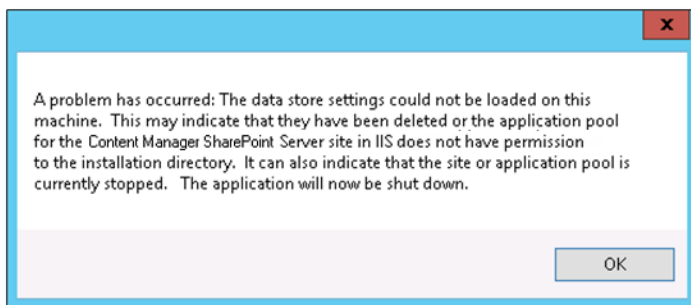 x
A problem has occurred: The data store settings could not be loaded on this
machine.  This may indicate that they have been deleted or the application pool
for the Content Manager SharePoint Server site in IIS does not have permission
to the installation directory.  It can also indicate that the site or application pool is
currently stopped.   The application will now be shut down.
OK